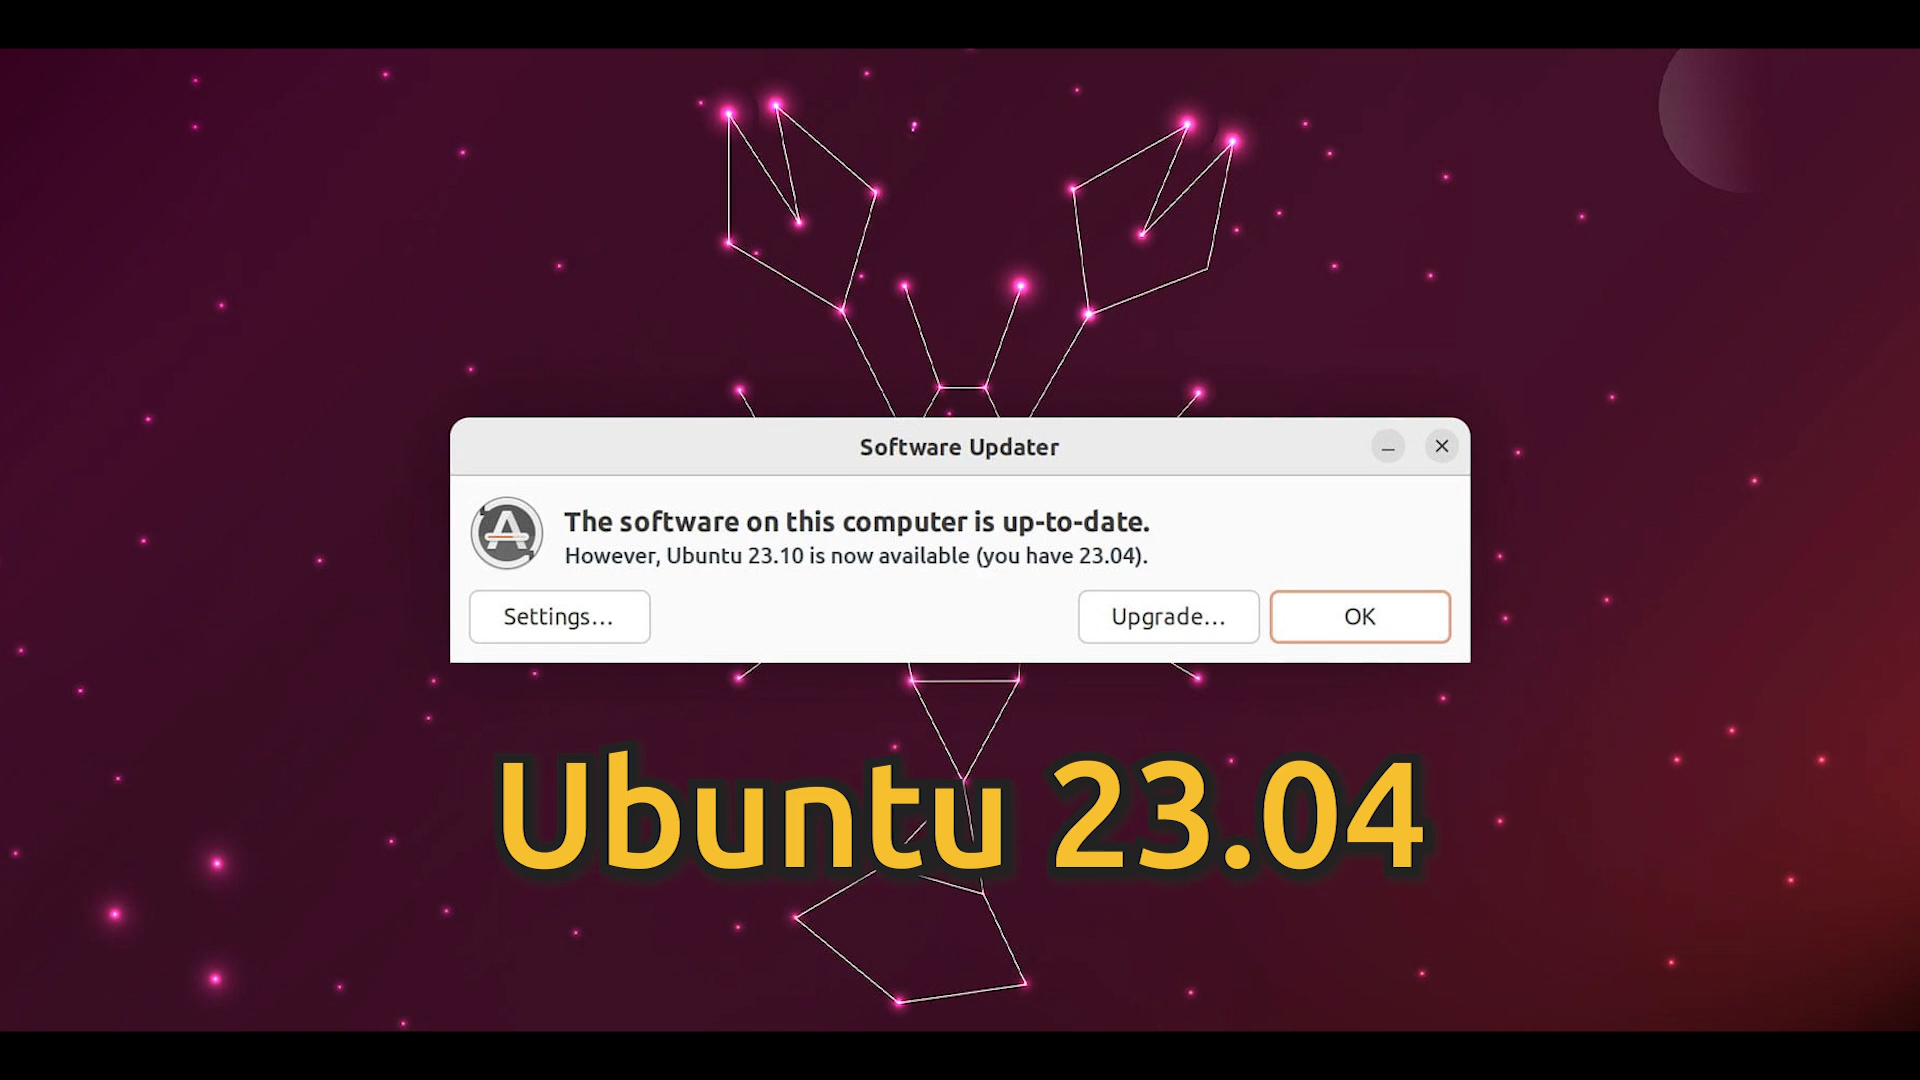 Software Updater
The software on this computer is up-to-date.
However, Ubuntu 23.10 is now available (you have 23.04).
Settings...
Upgrade...
OK
Ubuntu 23.04